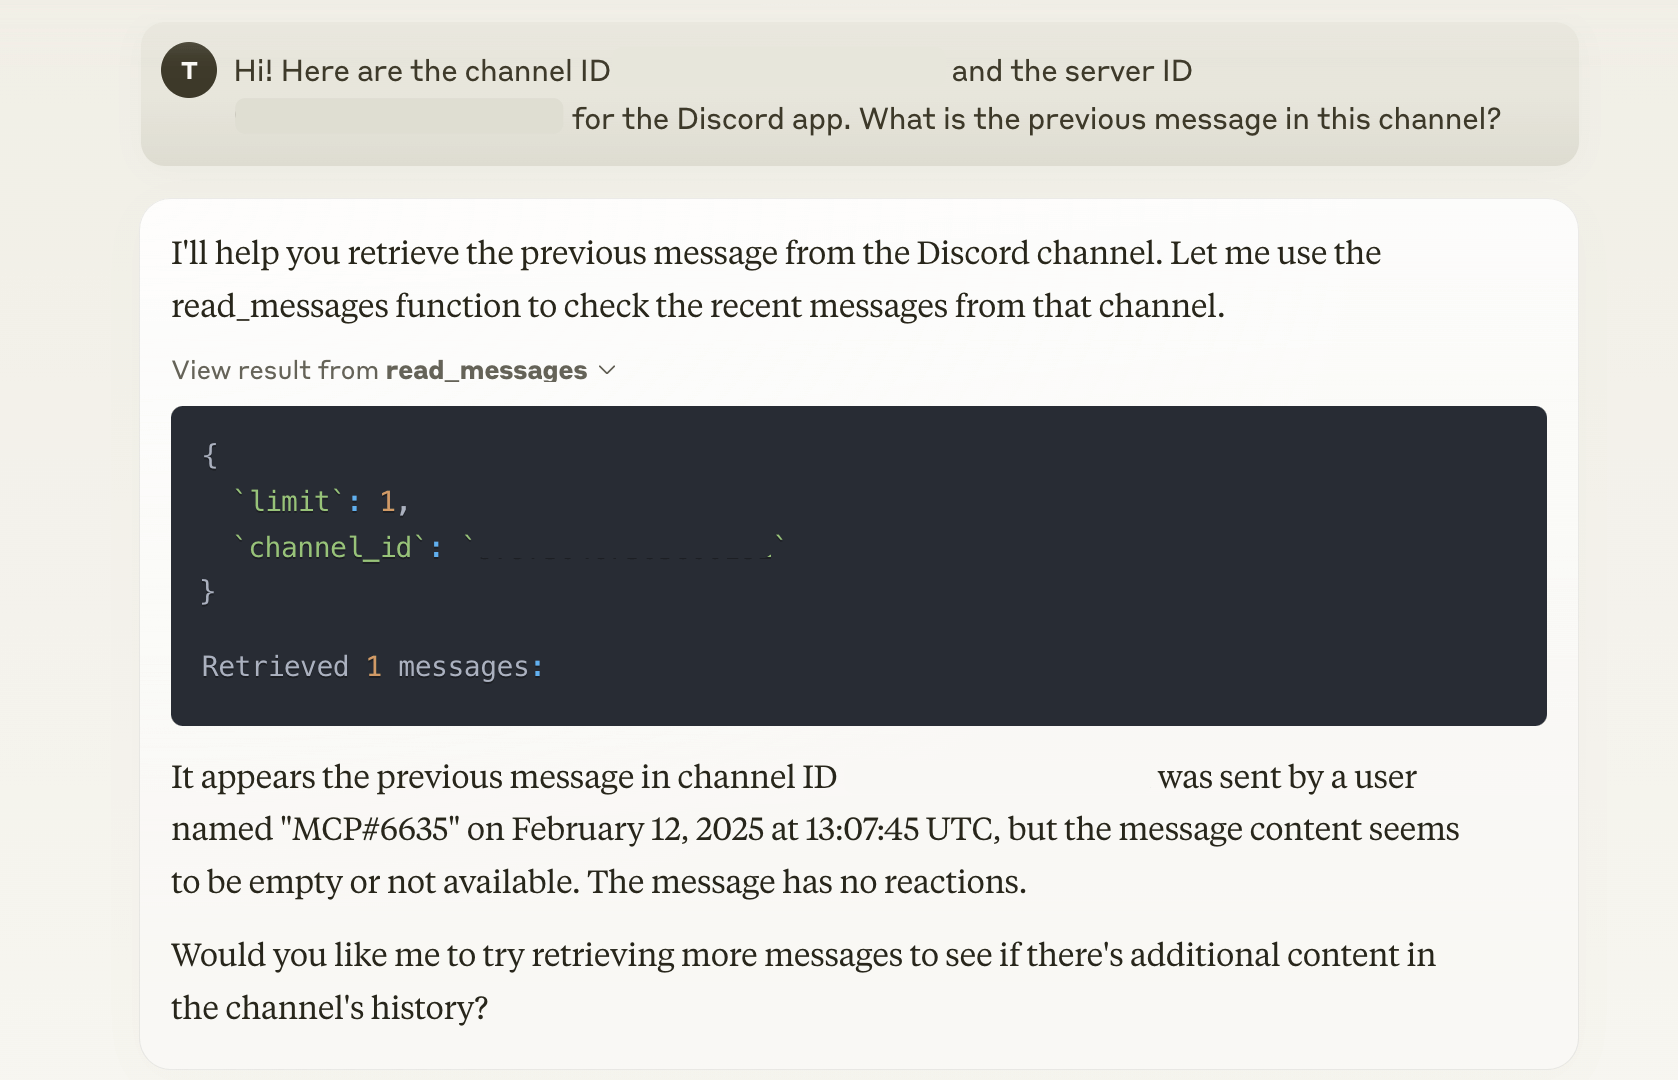 T
Hi! Here are the channel ID and the server ID
for the Discord app. What is the previous message in this channel?
I'll help you retrieve the previous message from the Discord channel. Let me use the
read_messages function to check the recent messages from that channel.
View result from read_messages
{
`limit`: 1,
`channel_id`: ` `
}
Retrieved 1 messages:
It appears the previous message in channel ID was sent by a user
named "MCP#6635" on February 12, 2025 at 13:07:45 UTC, but the message content seems
to be empty or not available. The message has no reactions.
Would you like me to try retrieving more messages to see if there's additional content in
the channel's history?